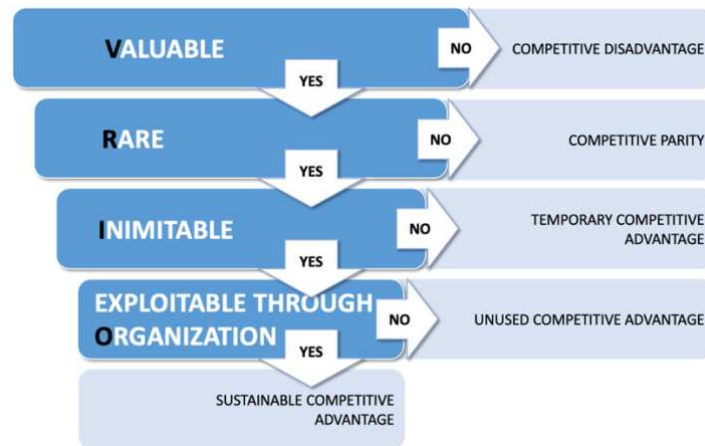 VALUABLE
NO
COMPETITIVE DISADVANTAGE
YES
RARE
NO
COMPETITIVE PARITY
YES
INIMITABLE
NO
TEMPORARY COMPETITIVE
ADVANTAGE
YES
EXPLOITABLE THROUGH
ORGANIZATION
NO
UNUSED COMPETITIVE ADVANTAGE
YES
SUSTAINABLE COMPETITIVE
ADVANTAGE